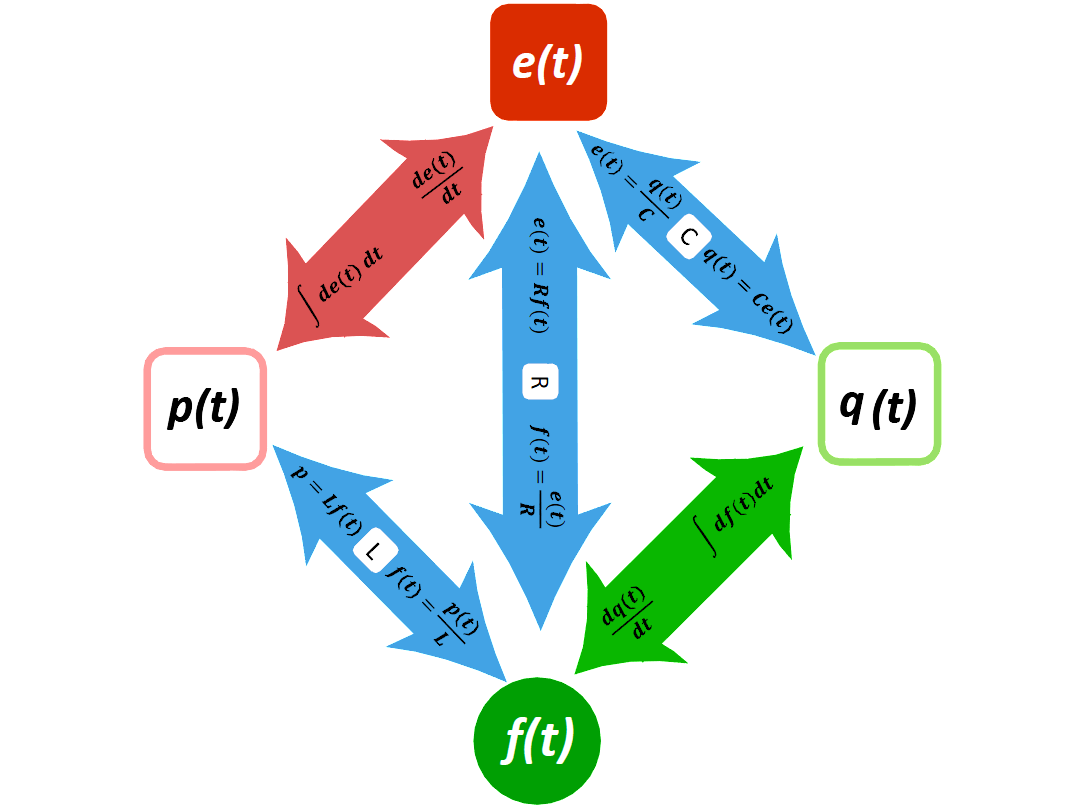 e(t)
de(t)/dt
∫ de(t) dt
e(t) = q(t)/C
C
q(t) = Ce(t)
e(t) = Rf(t)
R
f(t) = e(t)/R
p(t)
q (t)
p = Lf(t)
L
f(t) = p(t)/L
∫ df(t)dt
dq(t)/dt
f(t)